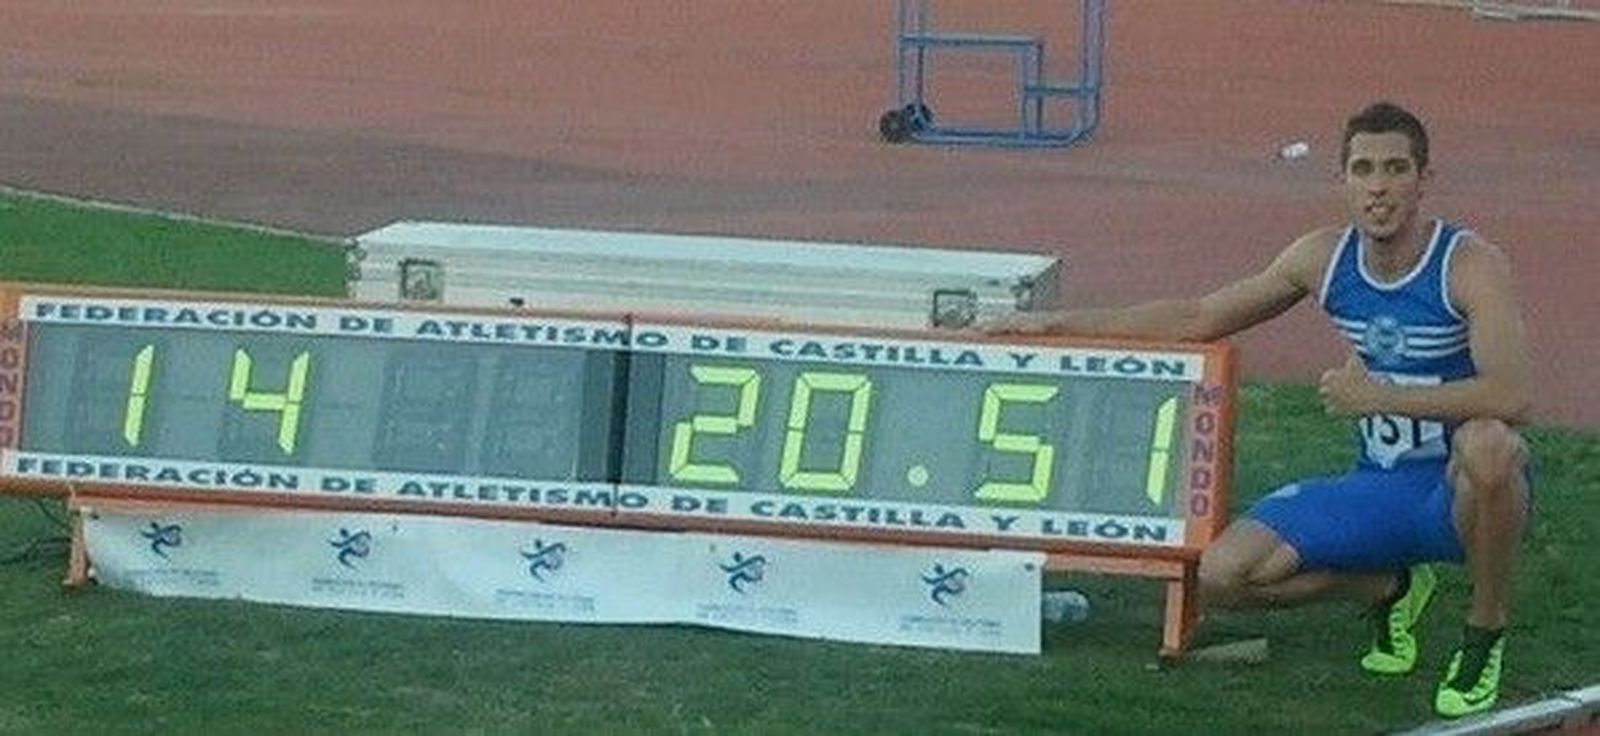 FEDERACIÓN DE ATLETISMO DE CASTILLA Y LEÓN
MONDO
14 20.51
MONDO
FEDERACIÓN DE ATLETISMO DE CASTILLA Y LEÓN